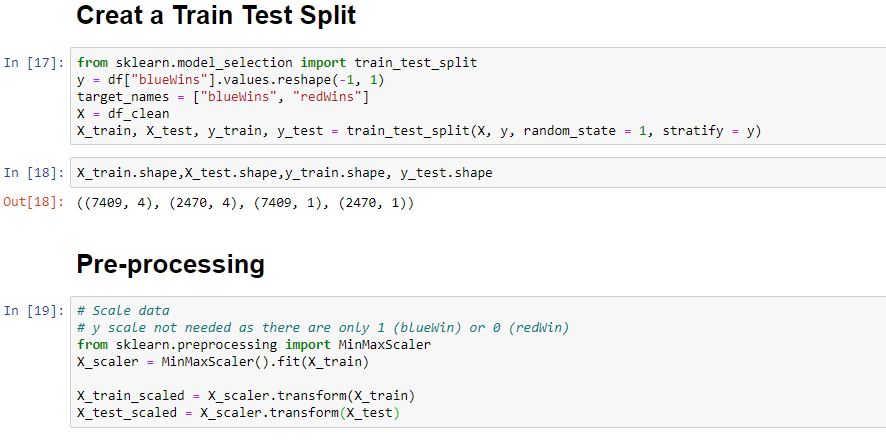 Creat a Train Test Split
In [17]: from sklearn.model_selection import train_test_split
y = df["blueWins"].values.reshape(-1, 1)
target_names = ["blueWins", "redWins"]
X = df_clean
X_train, X_test, y_train, y_test = train_test_split(X, y, random_state = 1, stratify = y)
In [18]: X_train.shape,X_test.shape,y_train.shape, y_test.shape
Out[18]: ((7409, 4), (2470, 4), (7409, 1), (2470, 1))
Pre-processing
In [19]: # Scale data
# y scale not needed as there are only 1 (blueWin) or 0 (redWin)
from sklearn.preprocessing import MinMaxScaler
X_scaler = MinMaxScaler().fit(X_train)
X_train_scaled = X_scaler.transform(X_train)
X_test_scaled = X_scaler.transform(X_test)